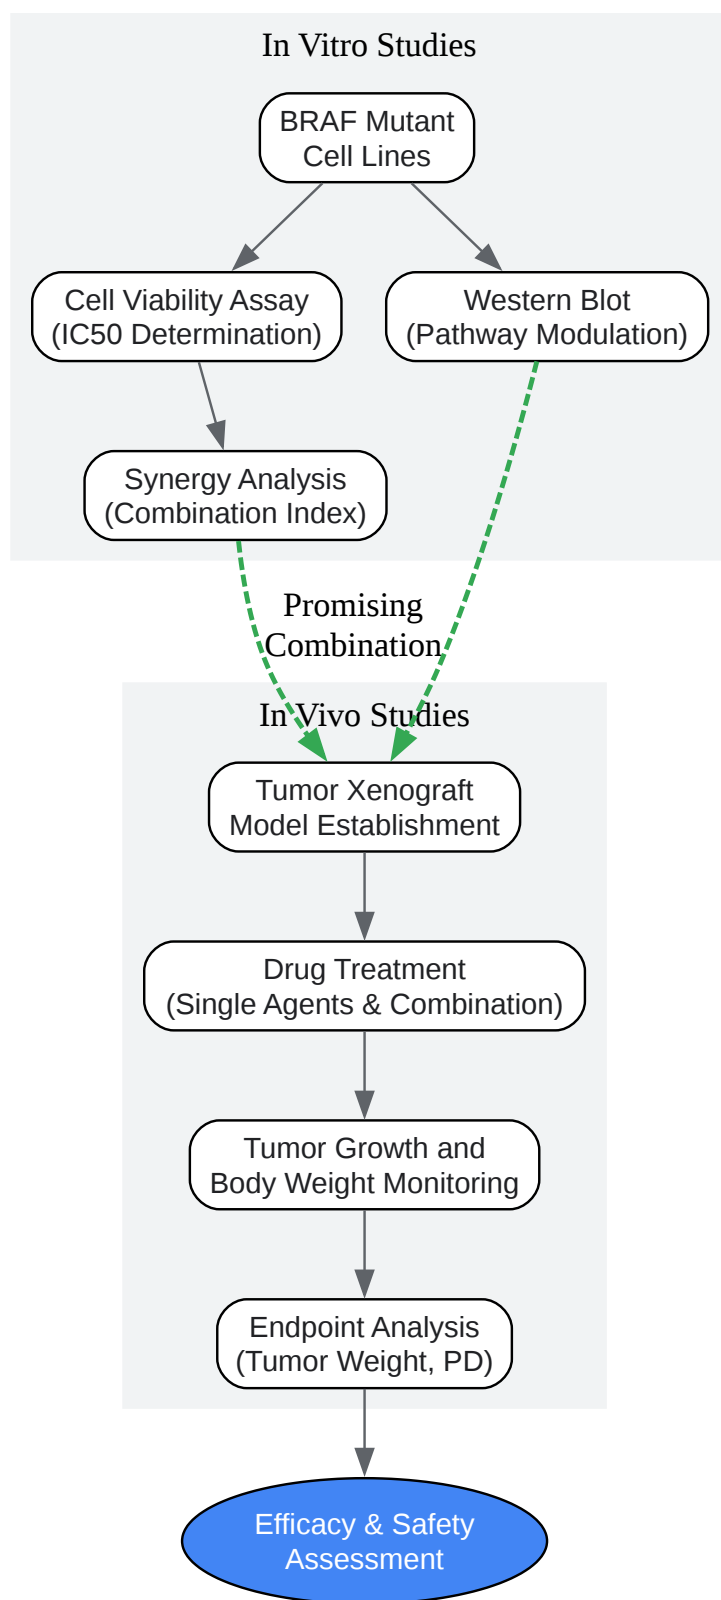 In Vitro Studies
BRAF Mutant
Cell Lines
Cell Viability Assay
(IC50 Determination)
Western Blot
(Pathway Modulation)
Synergy Analysis
(Combination Index)
Promising
Combination
In Vivo Studies
Tumor Xenograft
Model Establishment
Drug Treatment
(Single Agents & Combination)
Tumor Growth and
Body Weight Monitoring
Endpoint Analysis
(Tumor Weight, PD)
Efficacy & Safety
Assessment